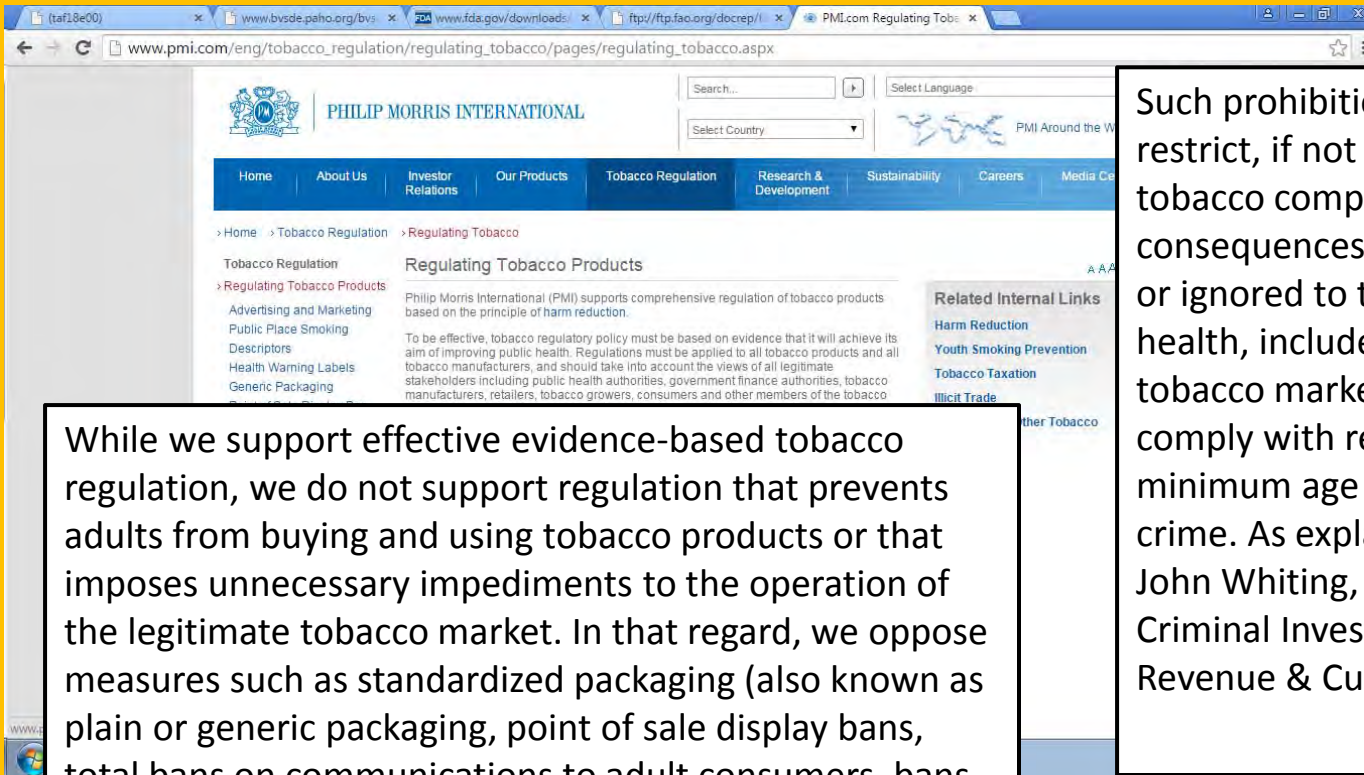 (taf18e00)
www.bvsde.paho.org/bvs
FDA www.fda.gov/downloads/
ftp://ftp.fao.org/docrep/
PMI.com Regulating Toba
www.pmi.com/eng/tobacco_regulation/regulating_tobacco/pages/regulating_tobacco.aspx
PHILIP MORRIS INTERNATIONAL
Search...
Select Language
Select Country
PMI Around the W
Home
About Us
Investor Relations
Our Products
Tobacco Regulation
Research & Development
Sustainability
Careers
Media Ce
› Home › Tobacco Regulation › Regulating Tobacco
Tobacco Regulation
› Regulating Tobacco Products
Advertising and Marketing
Public Place Smoking
Descriptors
Health Warning Labels
Generic Packaging
Regulating Tobacco Products
A A A
Philip Morris International (PMI) supports comprehensive regulation of tobacco products
based on the principle of harm reduction.
To be effective, tobacco regulatory policy must be based on evidence that it will achieve its
aim of improving public health. Regulations must be applied to all tobacco products and all
tobacco manufacturers, and should take into account the views of all legitimate
stakeholders including public health authorities, government finance authorities, tobacco
manufacturers, retailers, tobacco growers, consumers and other members of the tobacco
Related Internal Links
Harm Reduction
Youth Smoking Prevention
Tobacco Taxation
Illicit Trade
ther Tobacco
While we support effective evidence-based tobacco
regulation, we do not support regulation that prevents
adults from buying and using tobacco products or that
imposes unnecessary impediments to the operation of
the legitimate tobacco market. In that regard, we oppose
measures such as standardized packaging (also known as
plain or generic packaging, point of sale display bans,
total bans on communications to adult consumers, bans
Such prohibiti
restrict, if not
tobacco comp
consequences
or ignored to t
health, include
tobacco marke
comply with re
minimum age
crime. As expla
John Whiting,
Criminal Inves
Revenue & Cu
www.p